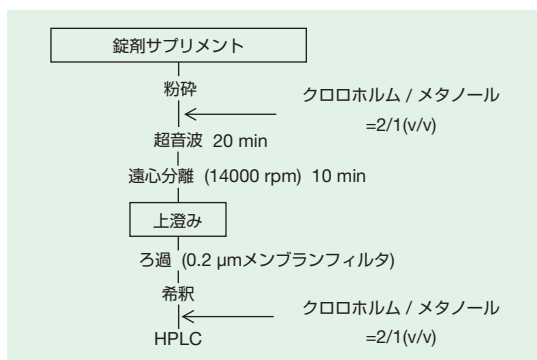 錠剤サプリメント
粉砕
クロロホルム / メタノール
=2/1(v/v)
超音波 20 min
遠心分離 (14000 rpm) 10 min
上澄み
ろ過 (0.2 µmメンブランフィルタ)
希釈
クロロホルム / メタノール
=2/1(v/v)
HPLC